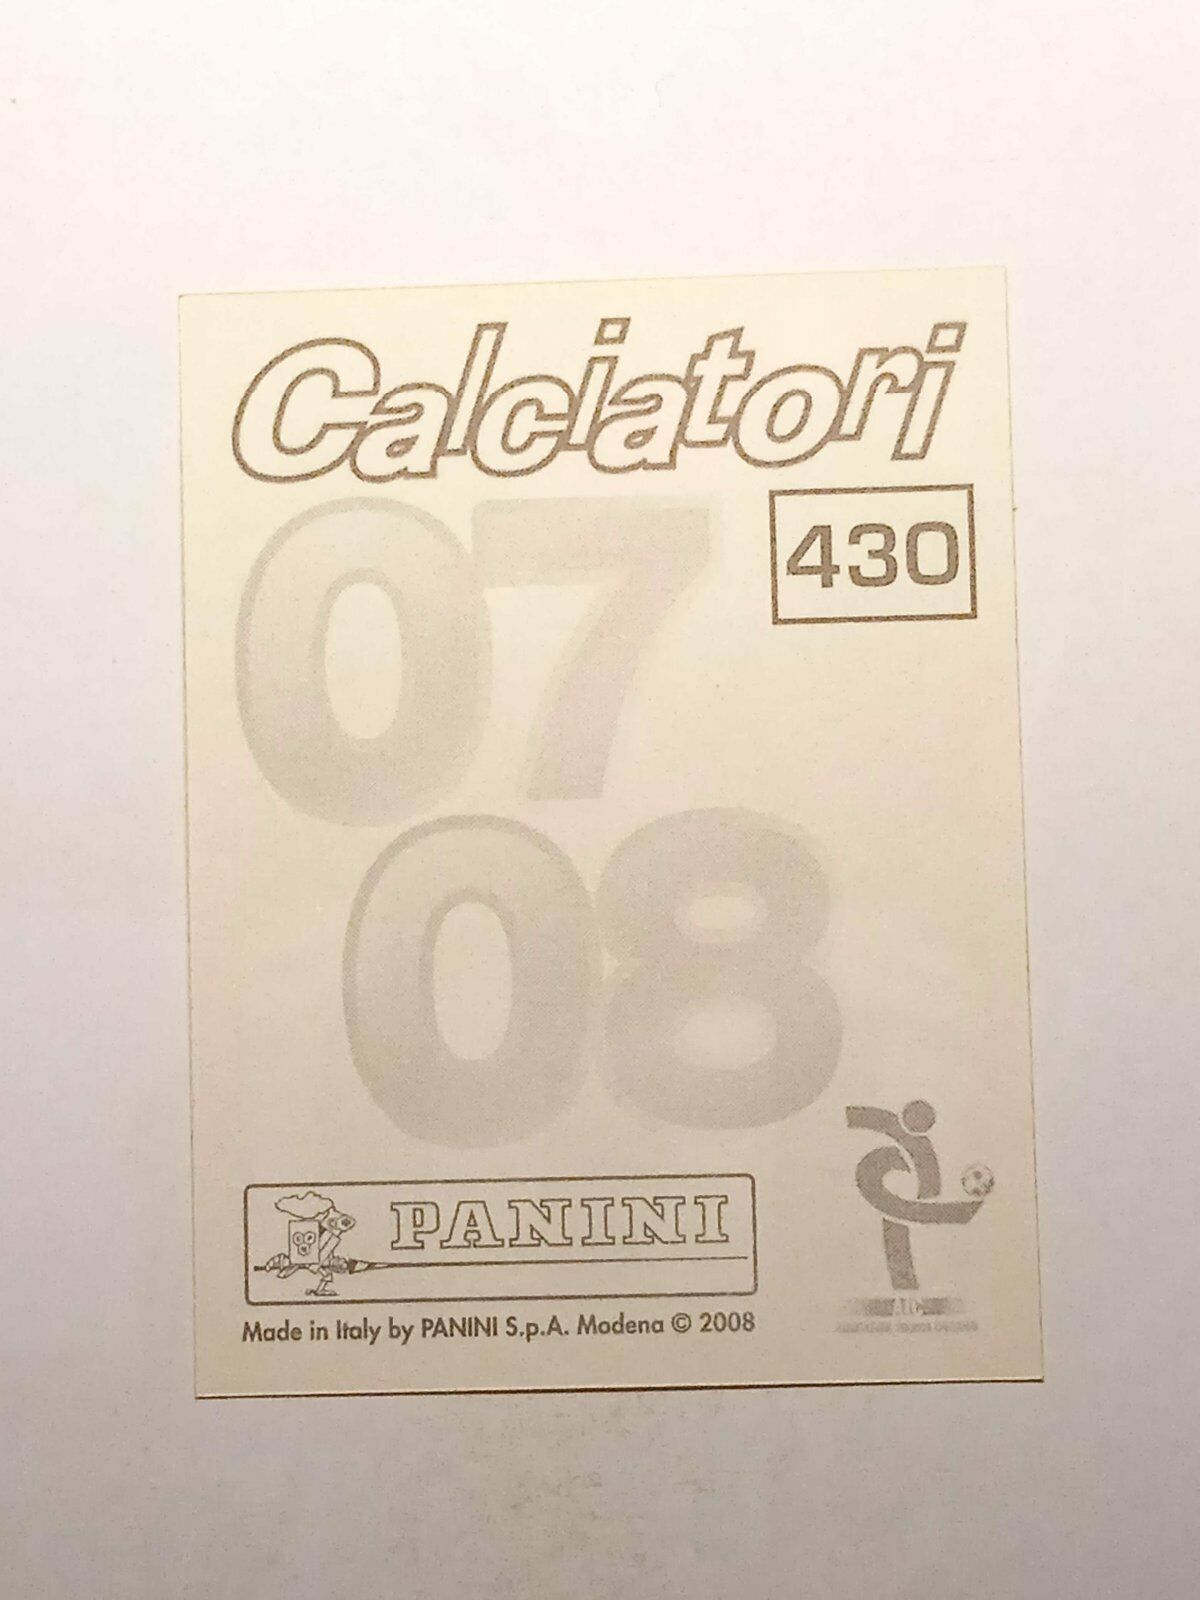 Calciatori
430
07
08
PANINI
Made in Italy by PANINI S.p.A. Modena © 2008